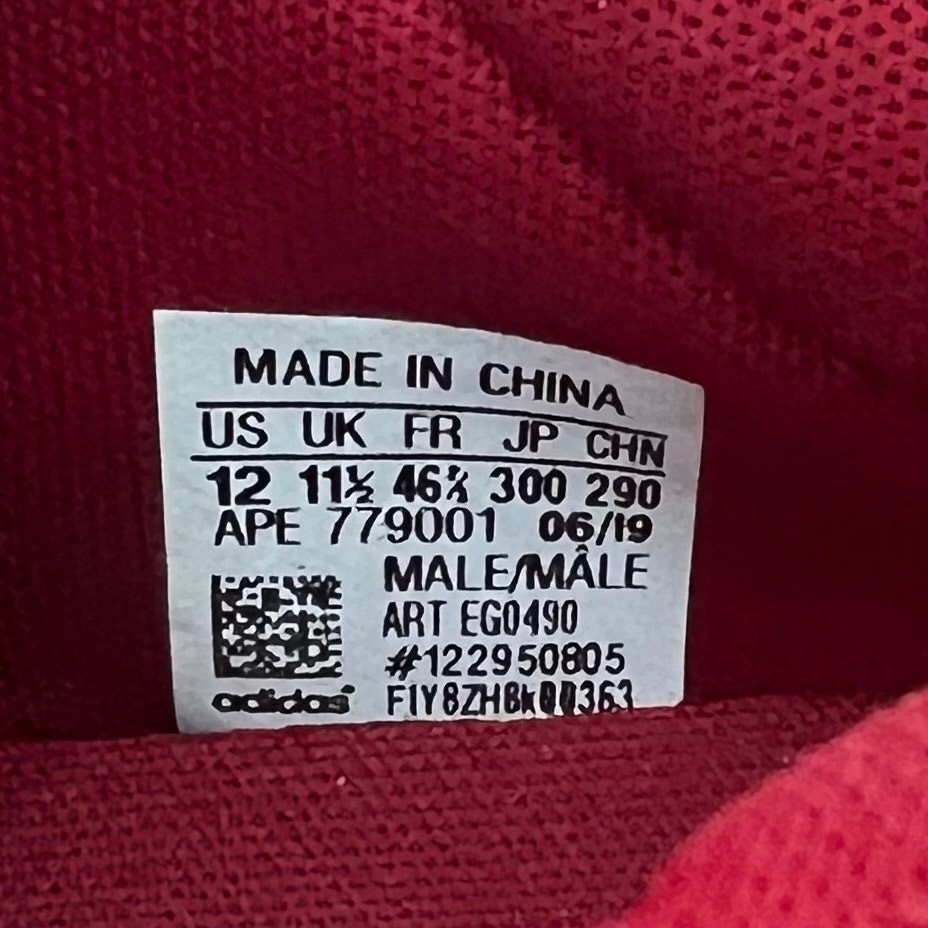 MADE IN CHINA
US UK FR JP CHN
12 11½ 46⅔ 300 290
APE 779001 06/19
MALE/MÂLE
ART EG0490
#122950805
adidas